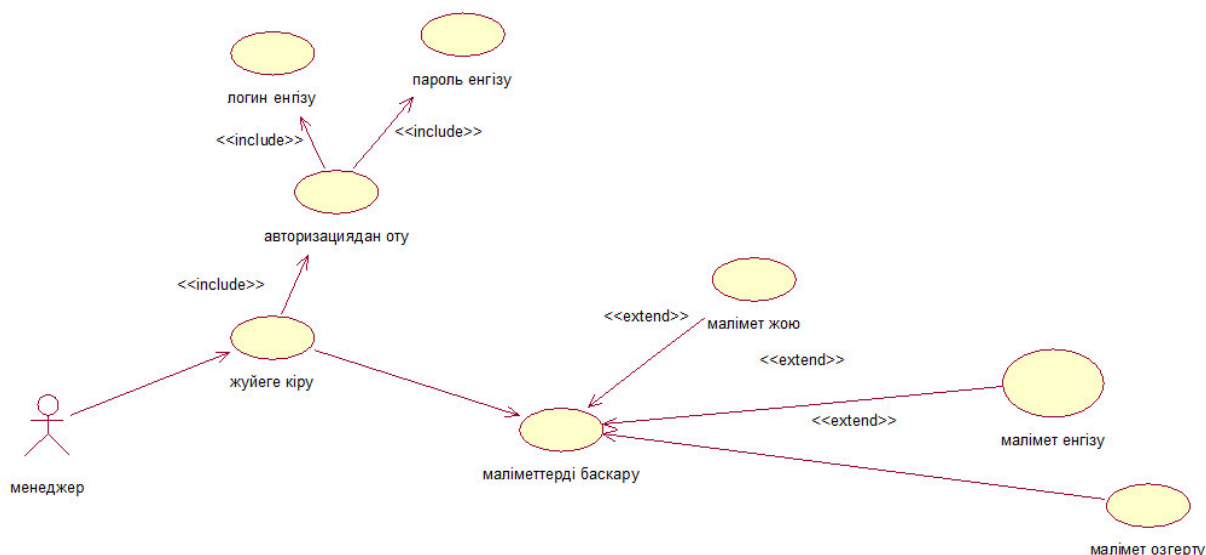 логин енгізу
пароль енгізу
<<include>>
<<include>>
авторизациядан оту
<<include>>
<<extend>>
малімет жою
<<extend>>
жуйеге кіру
<<extend>>
малімет енгізу
маліметтерді баскару
менеджер
малімет озгерту